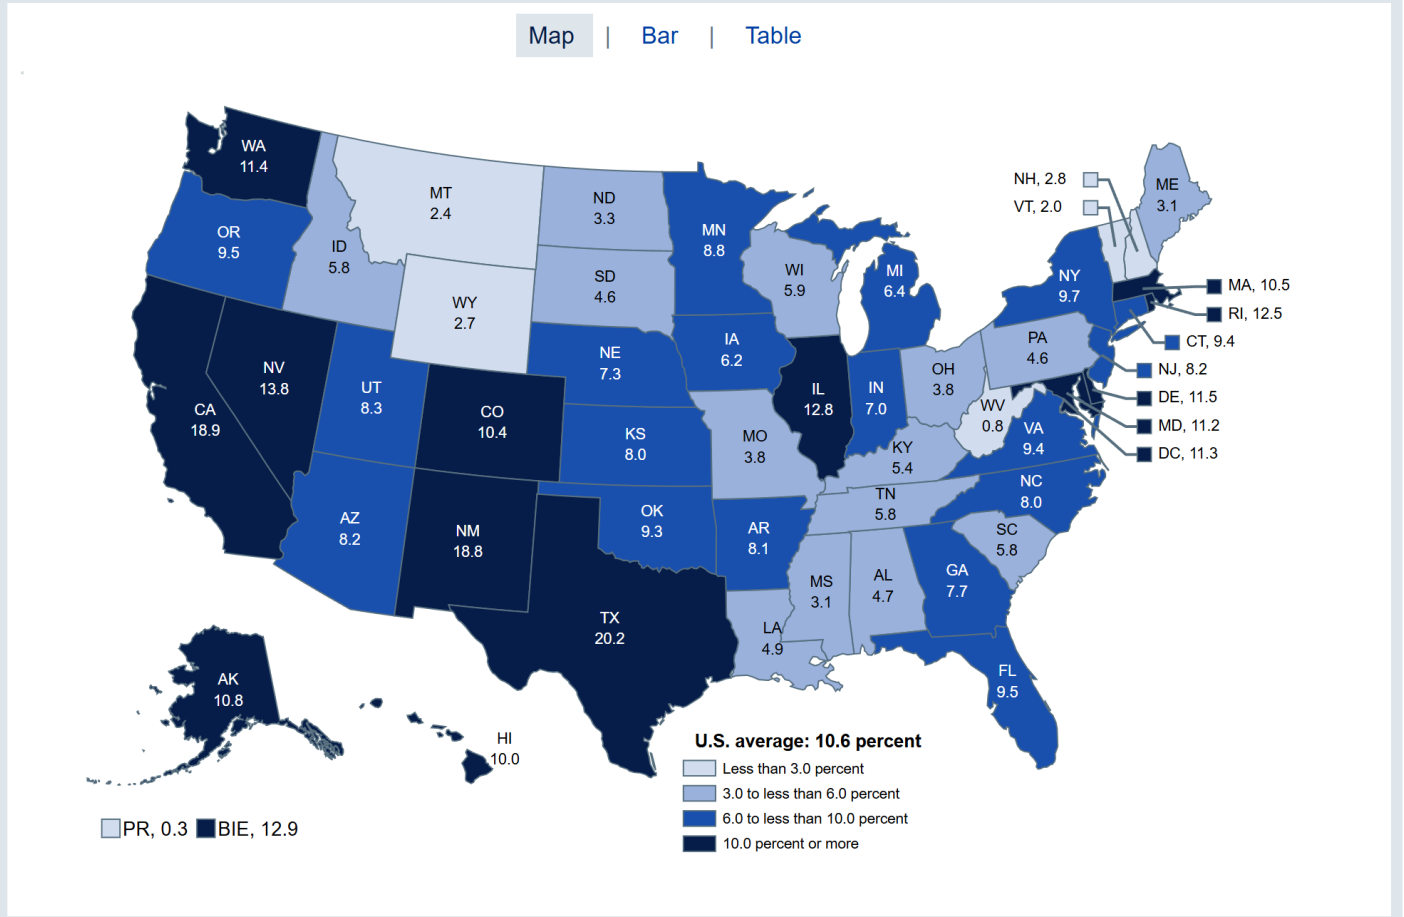 Map | Bar | Table
WA
11.4
OR
9.5
CA
18.9
NV
13.8
ID
5.8
MT
2.4
WY
2.7
UT
8.3
AZ
8.2
CO
10.4
NM
18.8
ND
3.3
SD
4.6
NE
7.3
KS
8.0
OK
9.3
TX
20.2
MN
8.8
IA
6.2
MO
3.8
AR
8.1
LA
4.9
WI
5.9
IL
12.8
MI
6.4
IN
7.0
OH
3.8
KY
5.4
TN
5.8
MS
3.1
AL
4.7
GA
7.7
FL
9.5
SC
5.8
NC
8.0
VA
9.4
WV
0.8
PA
4.6
NY
9.7
ME
3.1
NH, 2.8
VT, 2.0
MA, 10.5
RI, 12.5
CT, 9.4
NJ, 8.2
DE, 11.5
MD, 11.2
DC, 11.3
AK
10.8
HI
10.0
PR, 0.3 BIE, 12.9
U.S. average: 10.6 percent
Less than 3.0 percent
3.0 to less than 6.0 percent
6.0 to less than 10.0 percent
10.0 percent or more